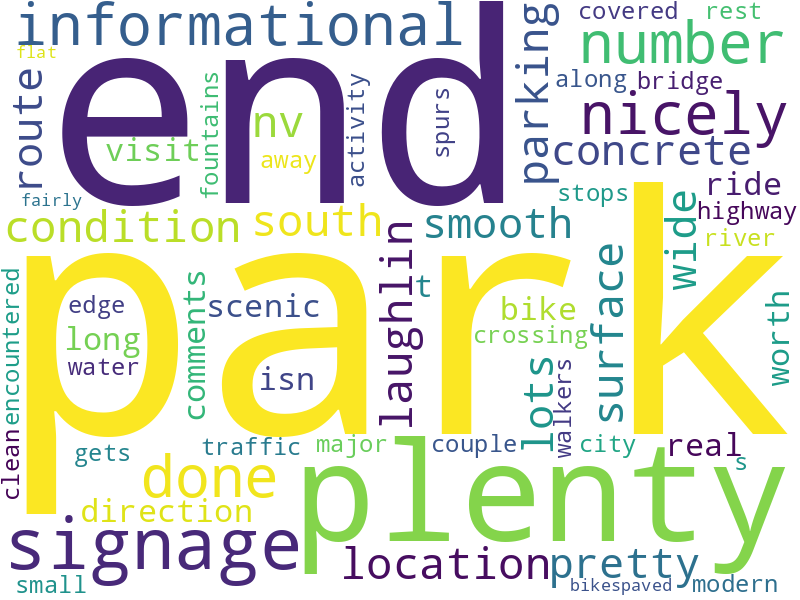 informational
covered
rest
flat
end
number
parking
along
bridge
route
nv
visit
fountains
activity
spurs
nicely
away
concrete
fairly
stops
ride
highway
condition
south
smooth
wide
river
park
encountered
comments
scenic
laughlin
t
surface
worth
edge
long
water
isn
bike
crossing
lots
walkers
clean
gets
traffic
major
couple
city
real
s
done
direction
plenty
signage
location
pretty
small
bikespaved
modern